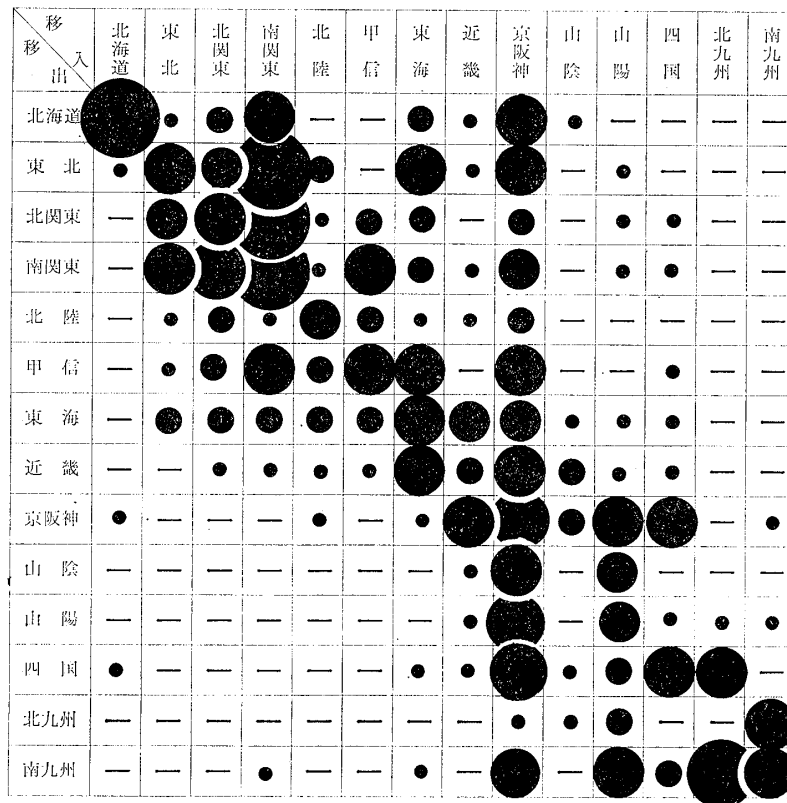 移入
移出
北海道 東北 北関東 南関東 北陸 甲信 東海 近畿 京阪神 山陰 山陽 四国 北九州 南九州
北海道 — — — — — —
東北 — — — —
北関東 — — — — —
南関東 — — — —
北陸 — — — — — —
甲信 — — — — — —
東海 — — —
近畿 — — — —
京阪神 — — — — —
山陰 — — — — — — — — — — —
山陽 — — — — — — — —
四国 — — — — — —
北九州 — — — — — — — — — —
南九州 — — — — — — —